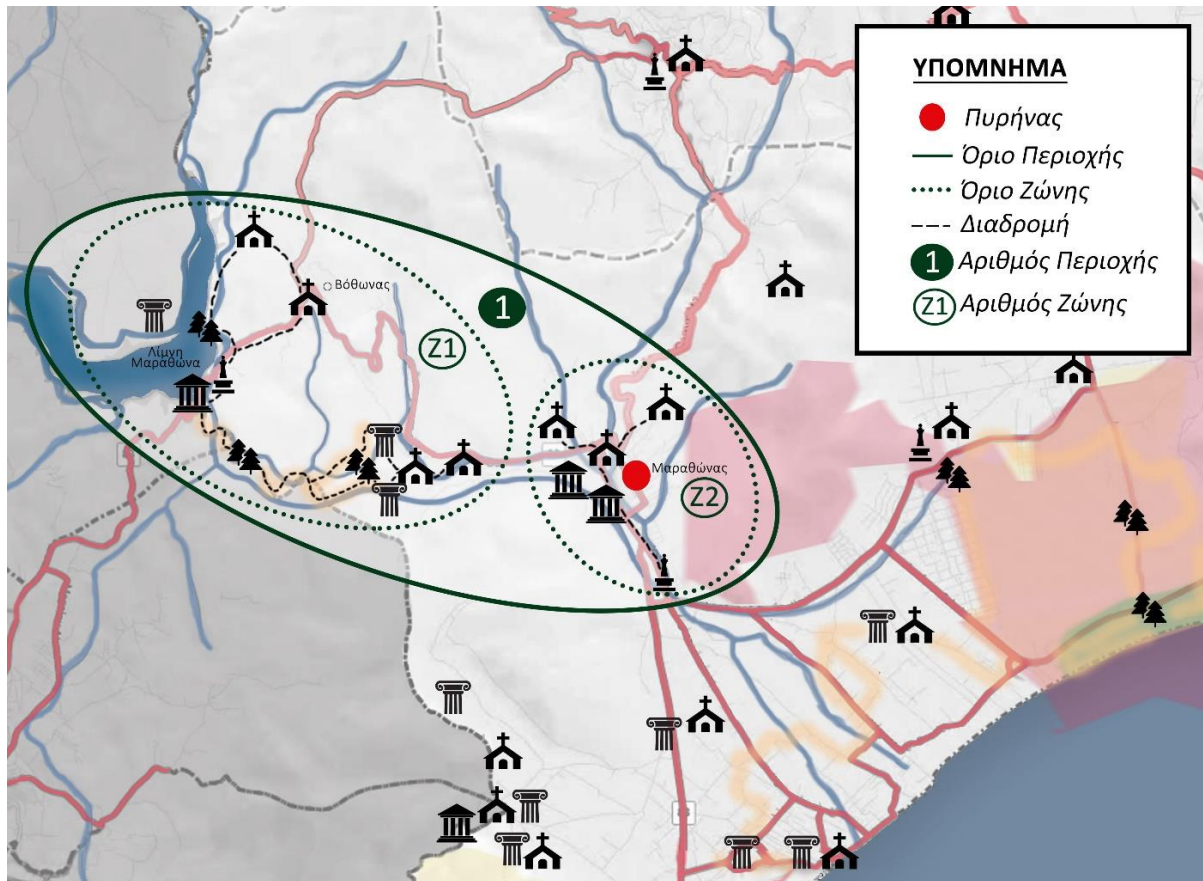 ΥΠΟΜΝΗΜΑ
Πυρήνας
Όριο Περιοχής
Όριο Ζώνης
Διαδρομή
1 Αριθμός Περιοχής
Z1 Αριθμός Ζώνης
Βόθωνας
1
Z1
Λίμνη
Μαραθώνα
Μαραθώνας
Z2